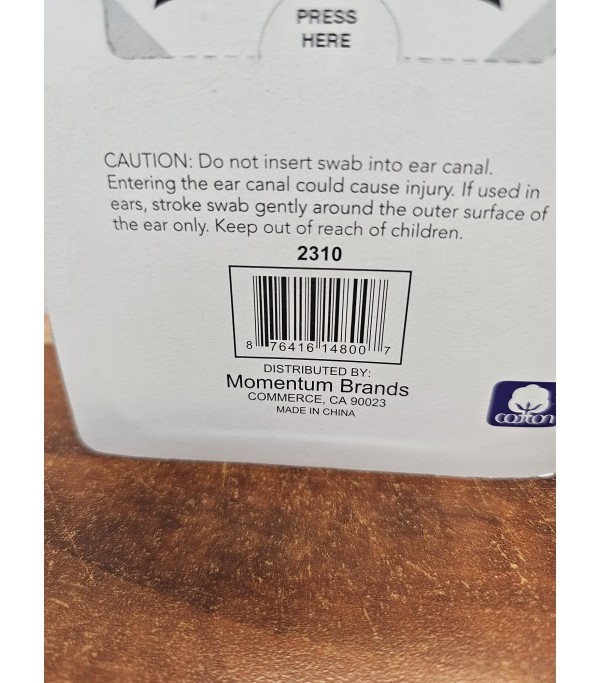 PRESS
HERE
CAUTION: Do not insert swab into ear canal.
Entering the ear canal could cause injury. If used in
ears, stroke swab gently around the outer surface of
the ear only. Keep out of reach of children.
2310
8 76416 14800 7
DISTRIBUTED BY:
Momentum Brands
COMMERCE, CA 90023
MADE IN CHINA
cotton